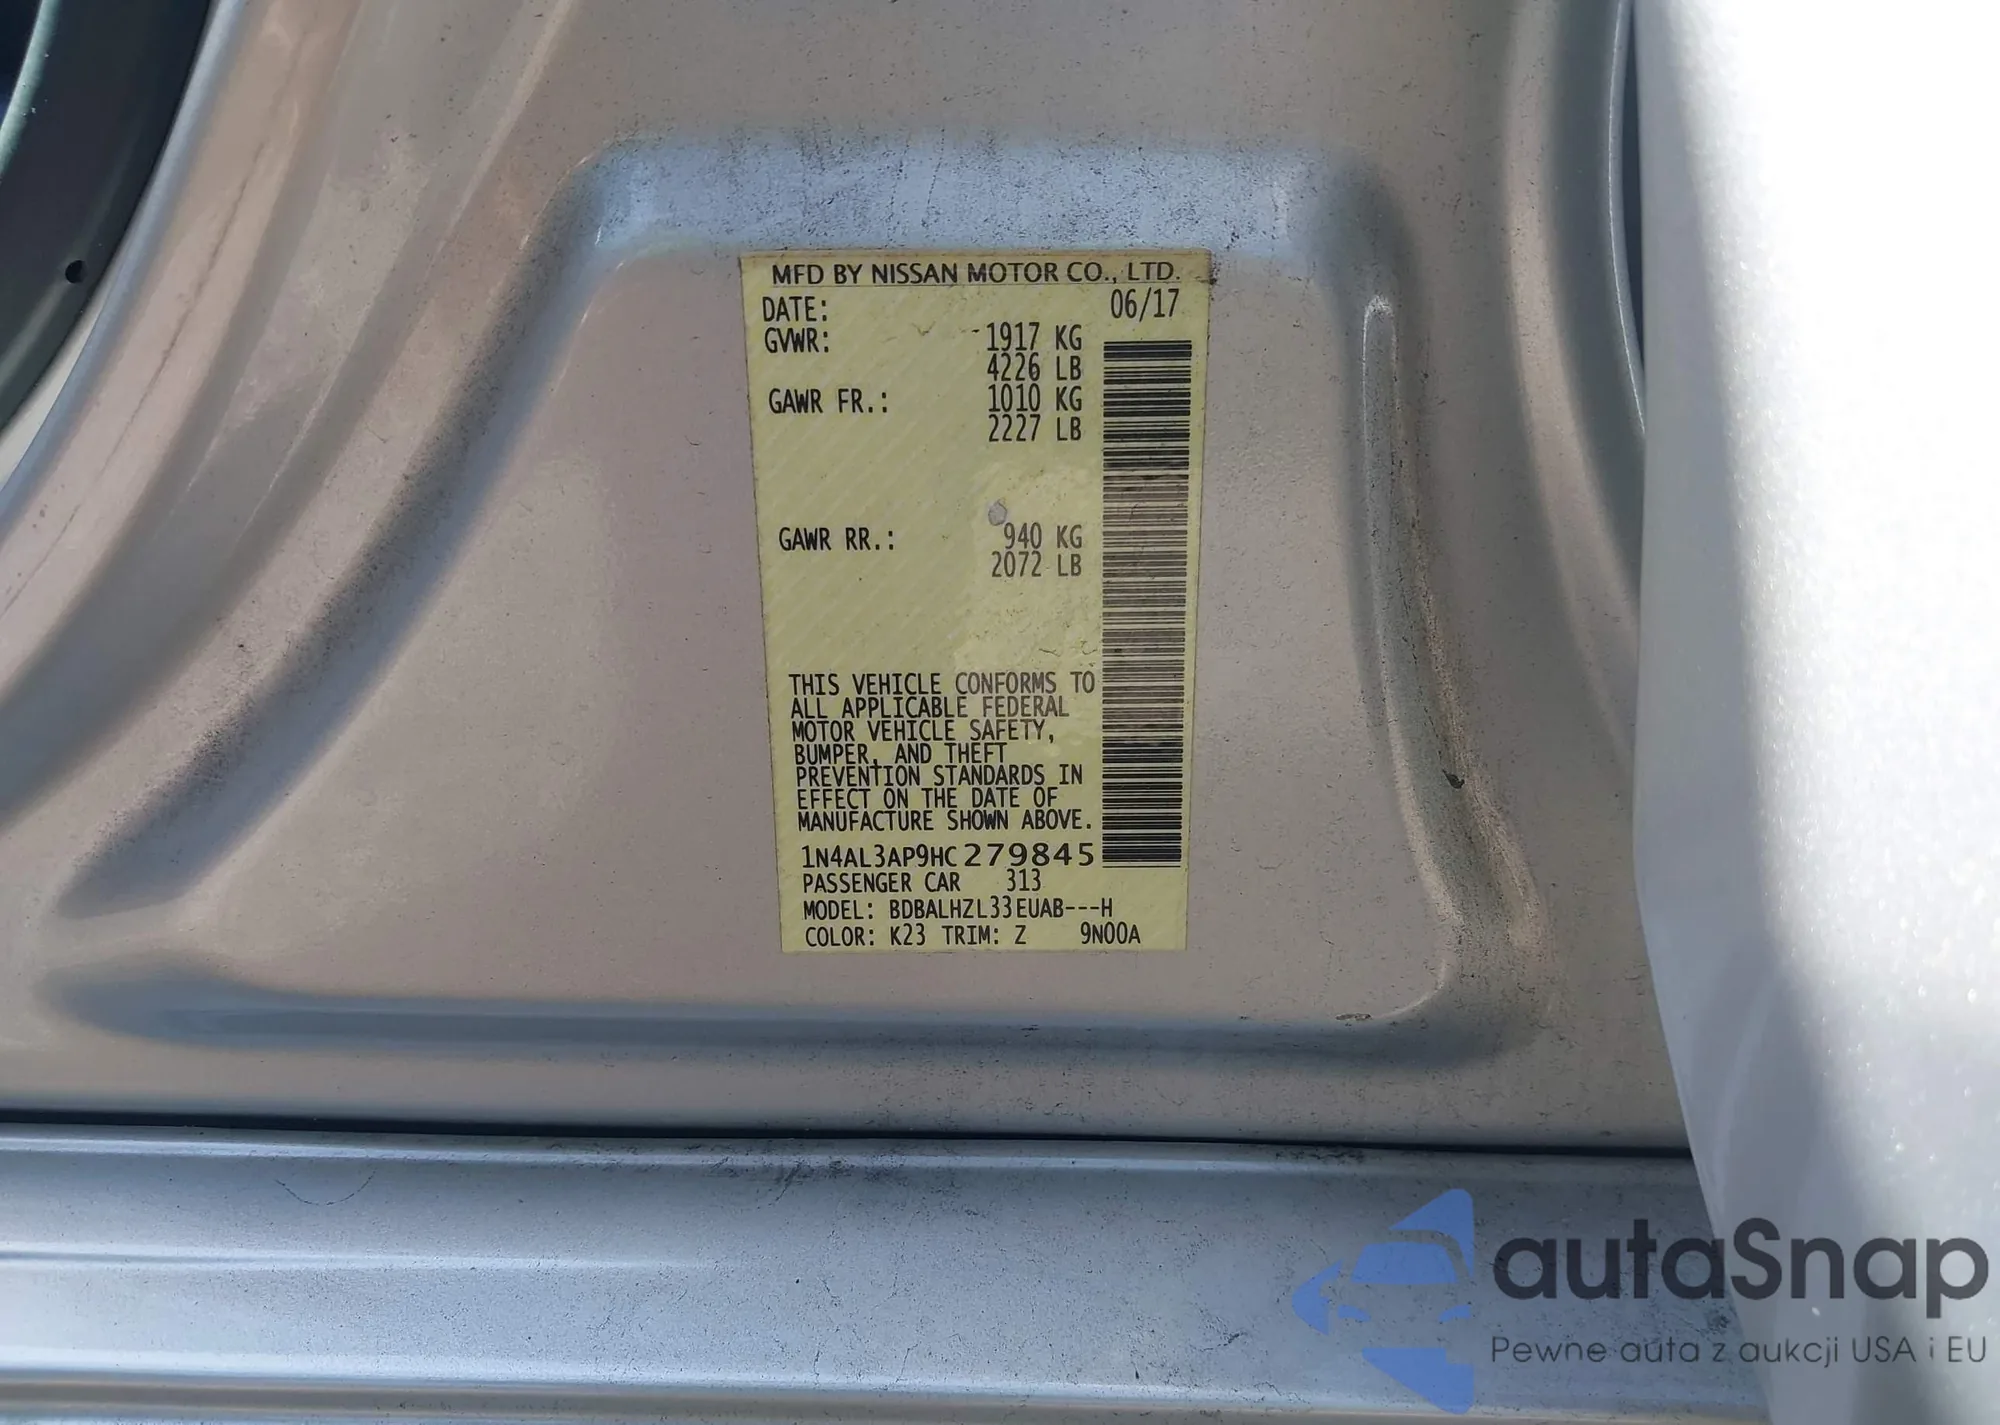 MFD BY NISSAN MOTOR CO., LTD.
DATE: 06/17
GVWR: 1917 KG
4226 LB
GAWR FR.: 1010 KG
2227 LB
GAWR RR.: 940 KG
2072 LB
THIS VEHICLE CONFORMS TO
ALL APPLICABLE FEDERAL
MOTOR VEHICLE SAFETY,
BUMPER, AND THEFT
PREVENTION STANDARDS IN
EFFECT ON THE DATE OF
MANUFACTURE SHOWN ABOVE.
1N4AL3AP9HC279845
PASSENGER CAR 313
MODEL: BDBALHZL33EUAB---H
COLOR: K23 TRIM: Z 9N00A
autaSnap
Pewne auta z aukcji USA i EU